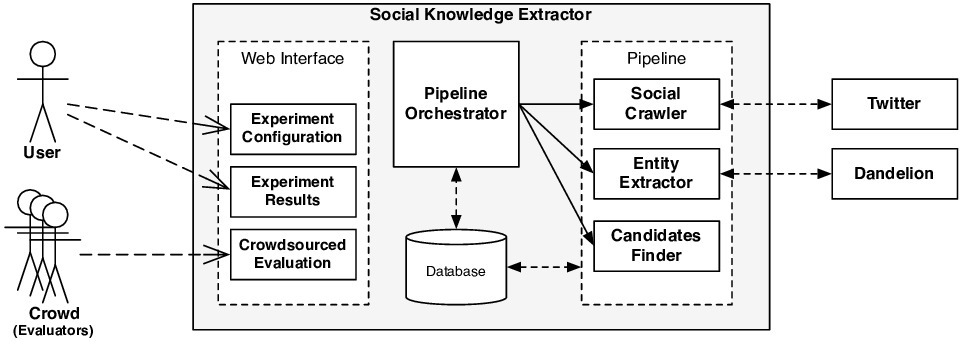 Social Knowledge Extractor
User
Crowd
(Evaluators)
Web Interface
Experiment
Configuration
Experiment
Results
Crowdsourced
Evaluation
Pipeline
Orchestrator
Database
Pipeline
Social
Crawler
Entity
Extractor
Candidates
Finder
Twitter
Dandelion